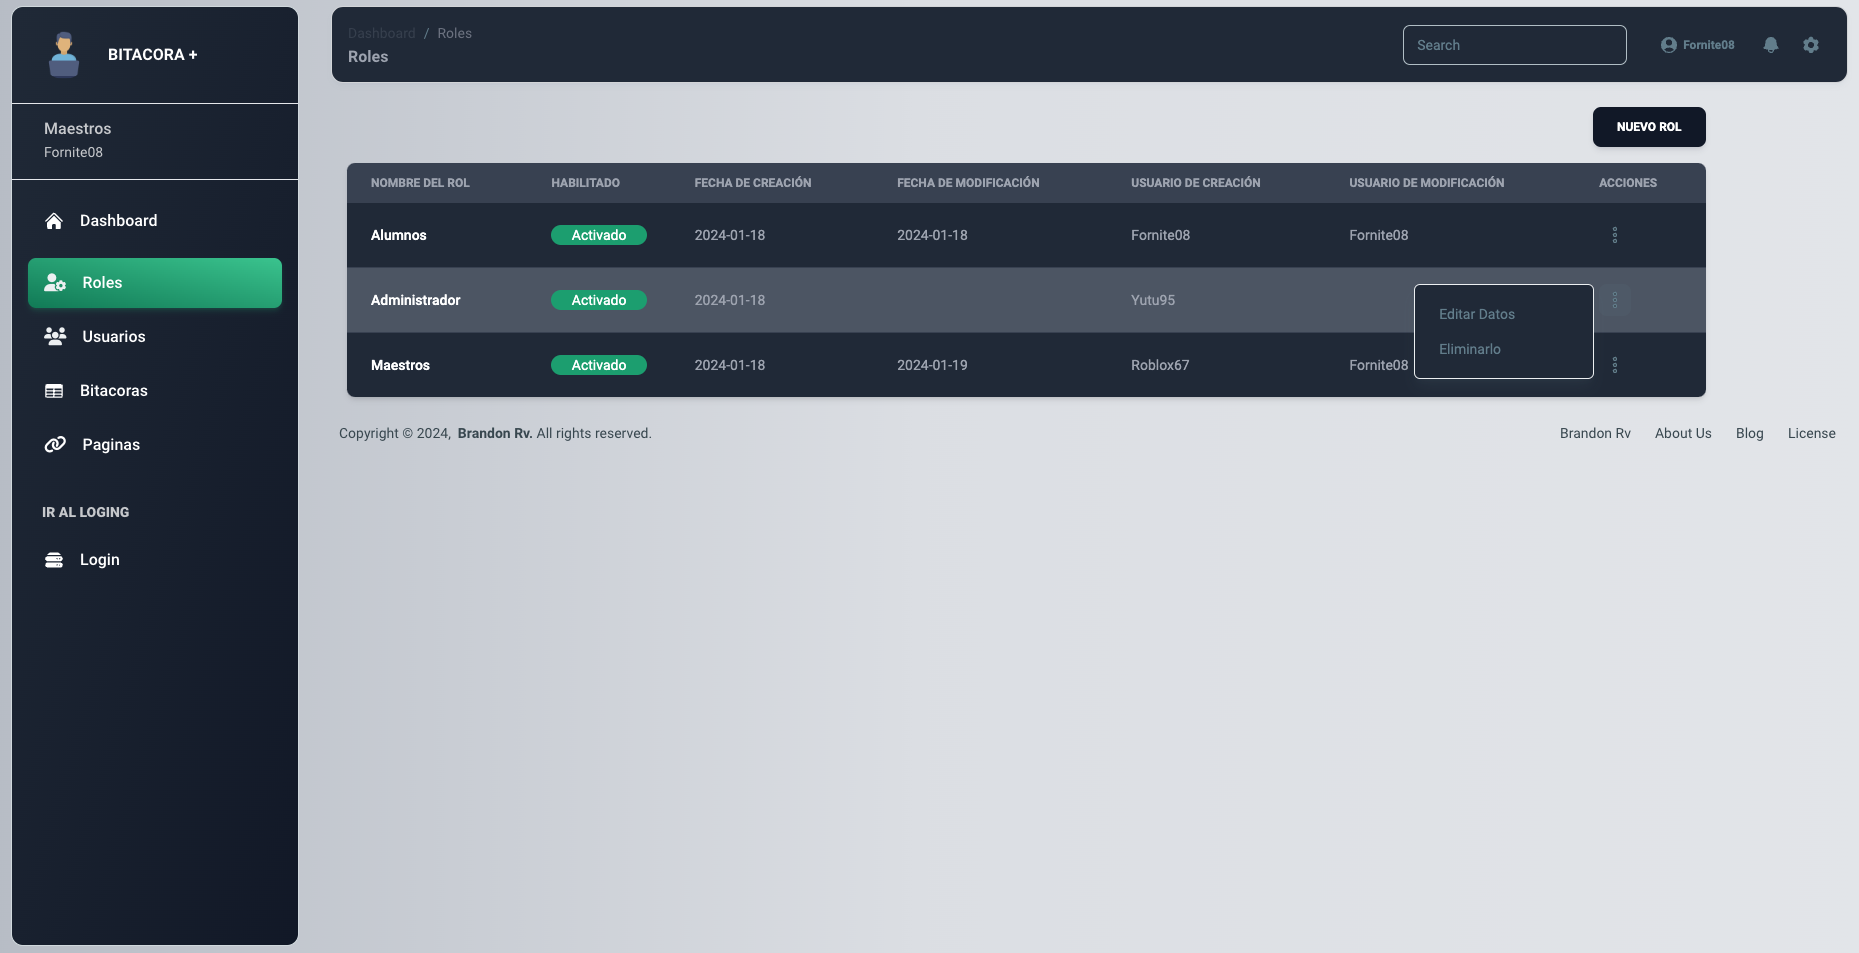 BITACORA +
Maestros
Fornite08
Dashboard
Roles
Usuarios
Bitacoras
Paginas
IR AL LOGING
Login
Dashboard / Roles
Roles
Search
Fornite08
NUEVO ROL
NOMBRE DEL ROL HABILITADO FECHA DE CREACIÓN FECHA DE MODIFICACIÓN USUARIO DE CREACIÓN USUARIO DE MODIFICACIÓN ACCIONES
Alumnos Activado 2024-01-18 2024-01-18 Fornite08 Fornite08
Administrador Activado 2024-01-18 Yutu95
Editar Datos
Eliminarlo
Maestros Activado 2024-01-18 2024-01-19 Roblox67 Fornite08
Copyright © 2024, Brandon Rv. All rights reserved.
Brandon Rv About Us Blog License